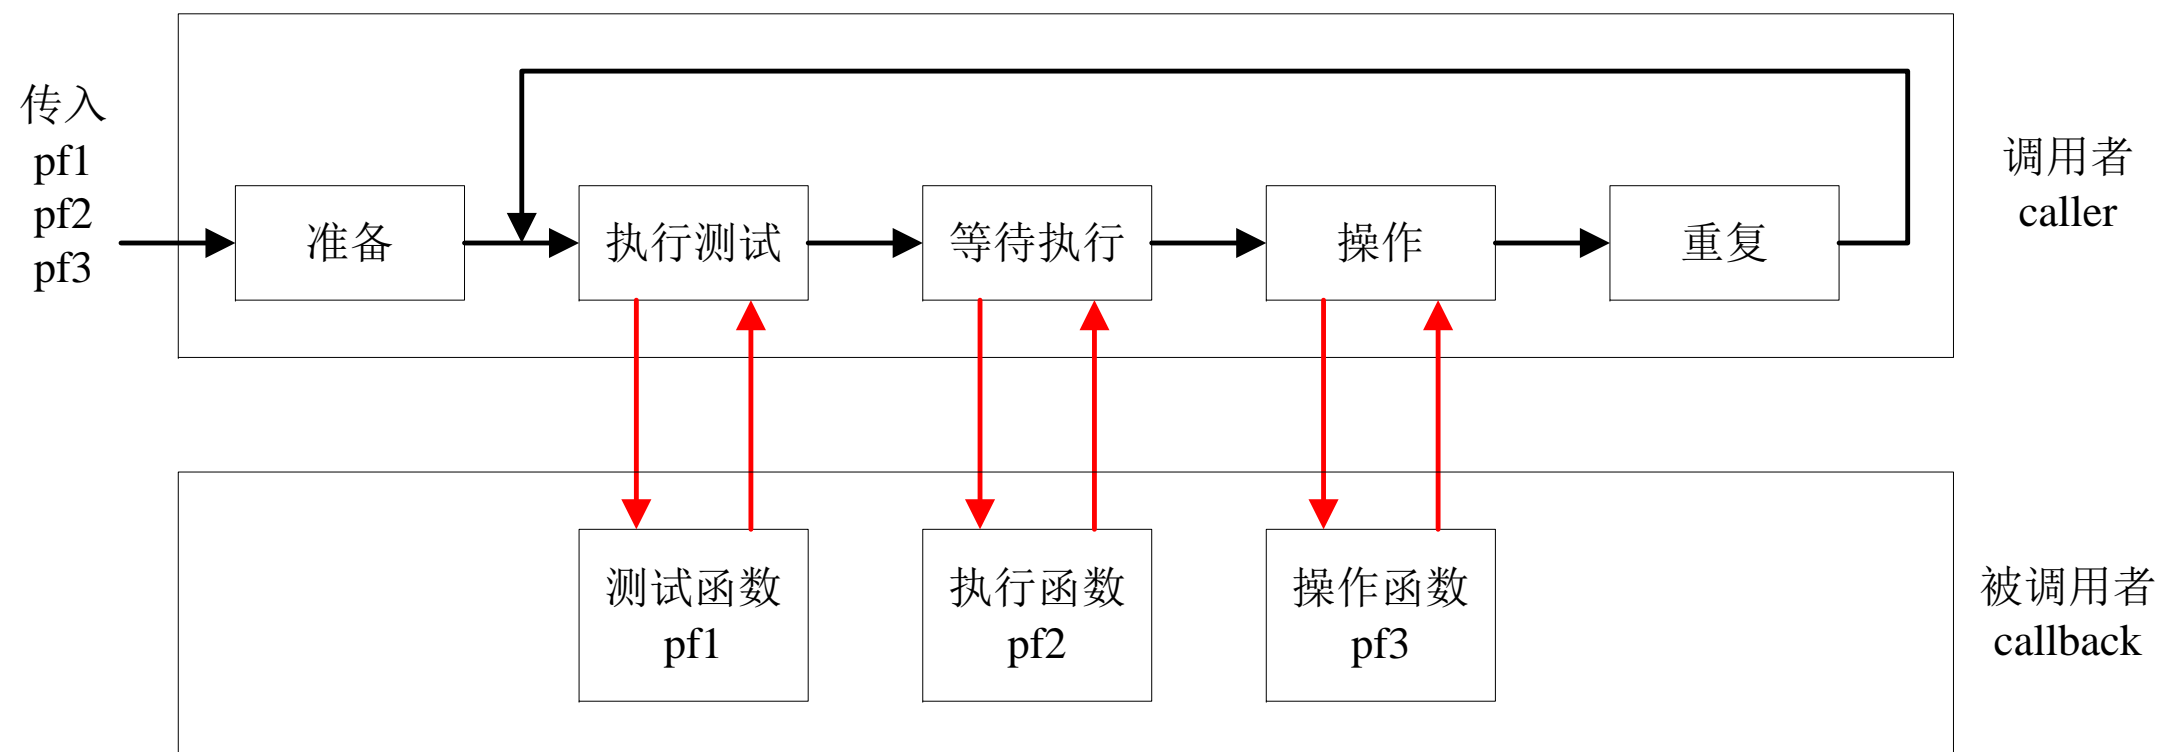 传入
pf1
pf2
pf3
准备
执行测试
等待执行
操作
重复
调用者
caller
测试函数
pf1
执行函数
pf2
操作函数
pf3
被调用者
callback